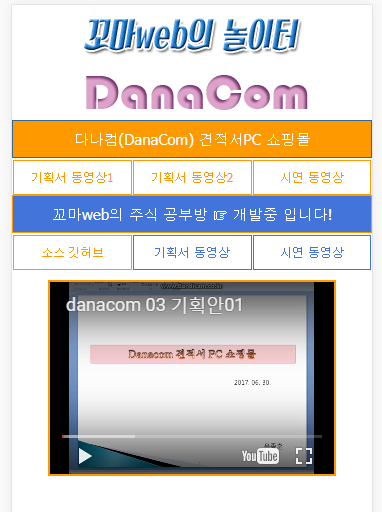 꼬마web의 놀이터
DanaCom
다나컴(DanaCom) 견적서PC 쇼핑몰
기획서 동영상1 기획서 동영상2 시연 동영상
꼬마web의 주식 공부방 ☞ 개발중 입니다!
소스 깃허브 기획서 동영상 시연 동영상
www.Bandicam.co.kr
danacom 03 기획안01
Danacom 견적서 PC 쇼핑몰
2017. 06. 30.
YouTube